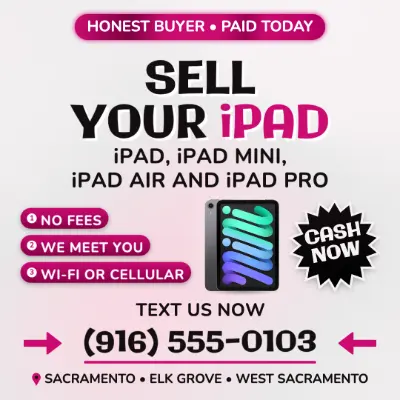 HONEST BUYER • PAID TODAY
SELL
YOUR iPAD
iPAD, iPAD MINI,
iPAD AIR AND iPAD PRO
1 NO FEES
2 WE MEET YOU
3 WI-FI OR CELLULAR
CASH
NOW
TEXT US NOW
(916) 555-0103
SACRAMENTO • ELK GROVE • WEST SACRAMENTO